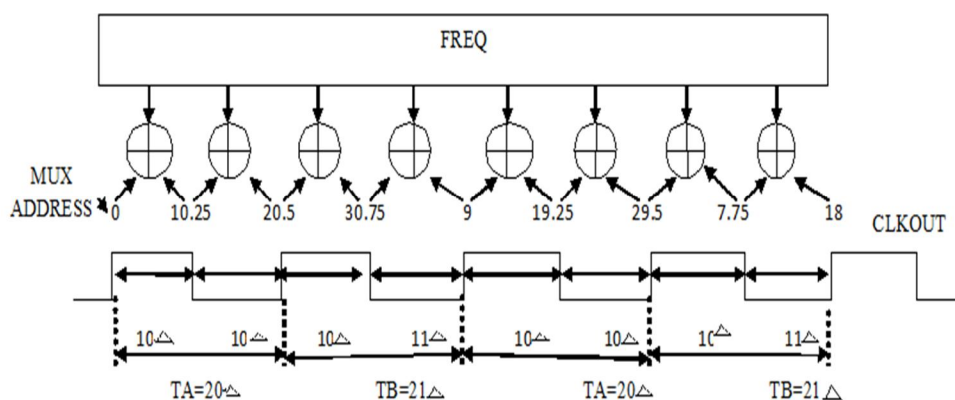 FREQ
MUX
ADDRESS
0 10.25 20.5 30.75 9 19.25 29.5 7.75 18
CLKOUT
10△ 10△ 10△ 11△ 10△ 10△ 10△ 11△
TA=20△ TB=21△ TA=20△ TB=21△